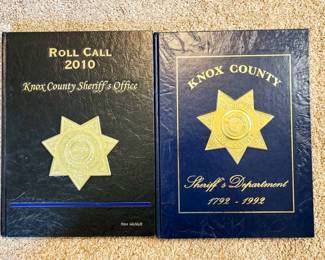 ROLL CALL
2010
Knox County Sheriff's Office
KNOX COUNTY
Sheriff's Department
1792 - 1992